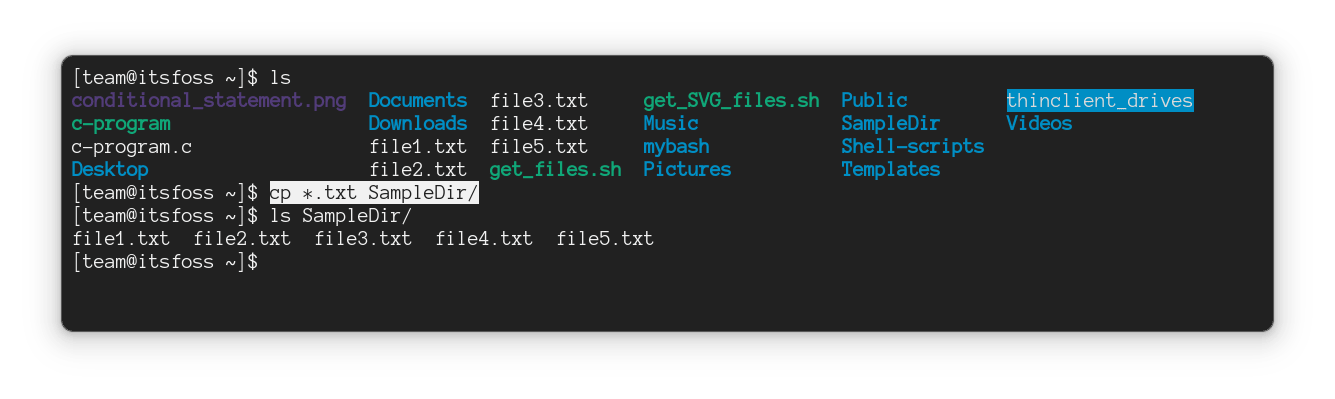 [team@itsfoss ~]$ ls
conditional_statement.png  Documents  file3.txt     get_SVG_files.sh  Public         thinclient_drives
c-program                  Downloads  file4.txt     Music             SampleDir      Videos
c-program.c                file1.txt  file5.txt     mybash            Shell-scripts
Desktop                    file2.txt  get_files.sh  Pictures          Templates
[team@itsfoss ~]$ cp *.txt SampleDir/
[team@itsfoss ~]$ ls SampleDir/
file1.txt  file2.txt  file3.txt  file4.txt  file5.txt
[team@itsfoss ~]$